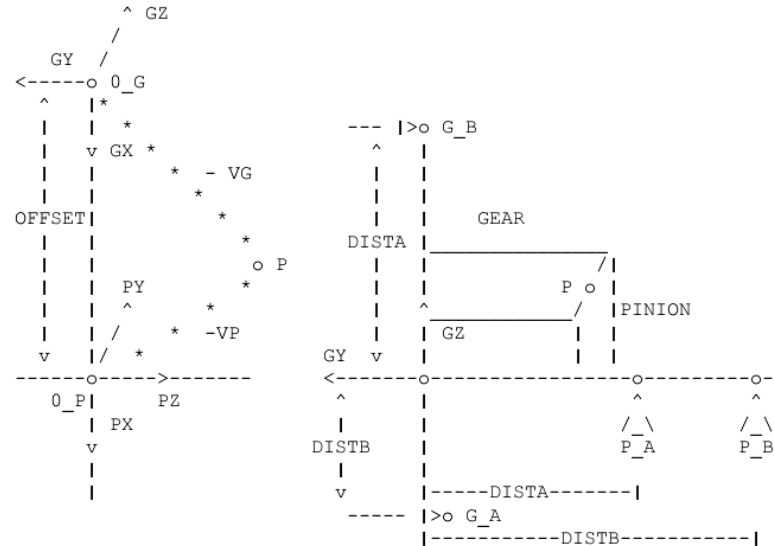 GZ
GY
0_G
G_B
GX
VG
OFFSET
GEAR
DISTA
P
PY
P
PINION
-VP
GZ
GY
0_P
PZ
PX
DISTB
P_A
P_B
DISTA
G_A
DISTB